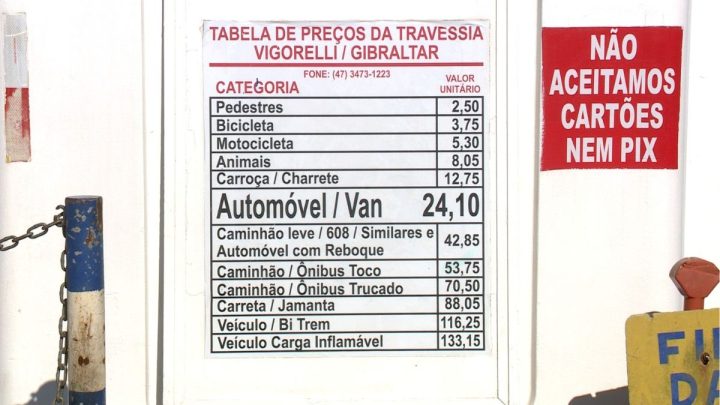 TABELA DE PREÇOS DA TRAVESSIA
VIGORELLI / GIBRALTAR
FONE: (47) 3473-1223
CATEGORIA VALOR UNITÁRIO
Pedestres 2,50
Bicicleta 3,75
Motocicleta 5,30
Animais 8,05
Carroça / Charrete 12,75
Automóvel / Van 24,10
Caminhão leve / 608 / Similares e
Automóvel com Reboque 42,85
Caminhão / Ônibus Toco 53,75
Caminhão / Ônibus Trucado 70,50
Carreta / Jamanta 88,05
Veículo / Bi Trem 116,25
Veículo Carga Inflamável 133,15
NÃO
ACEITAMOS
CARTÕES
NEM PIX
FI
DA